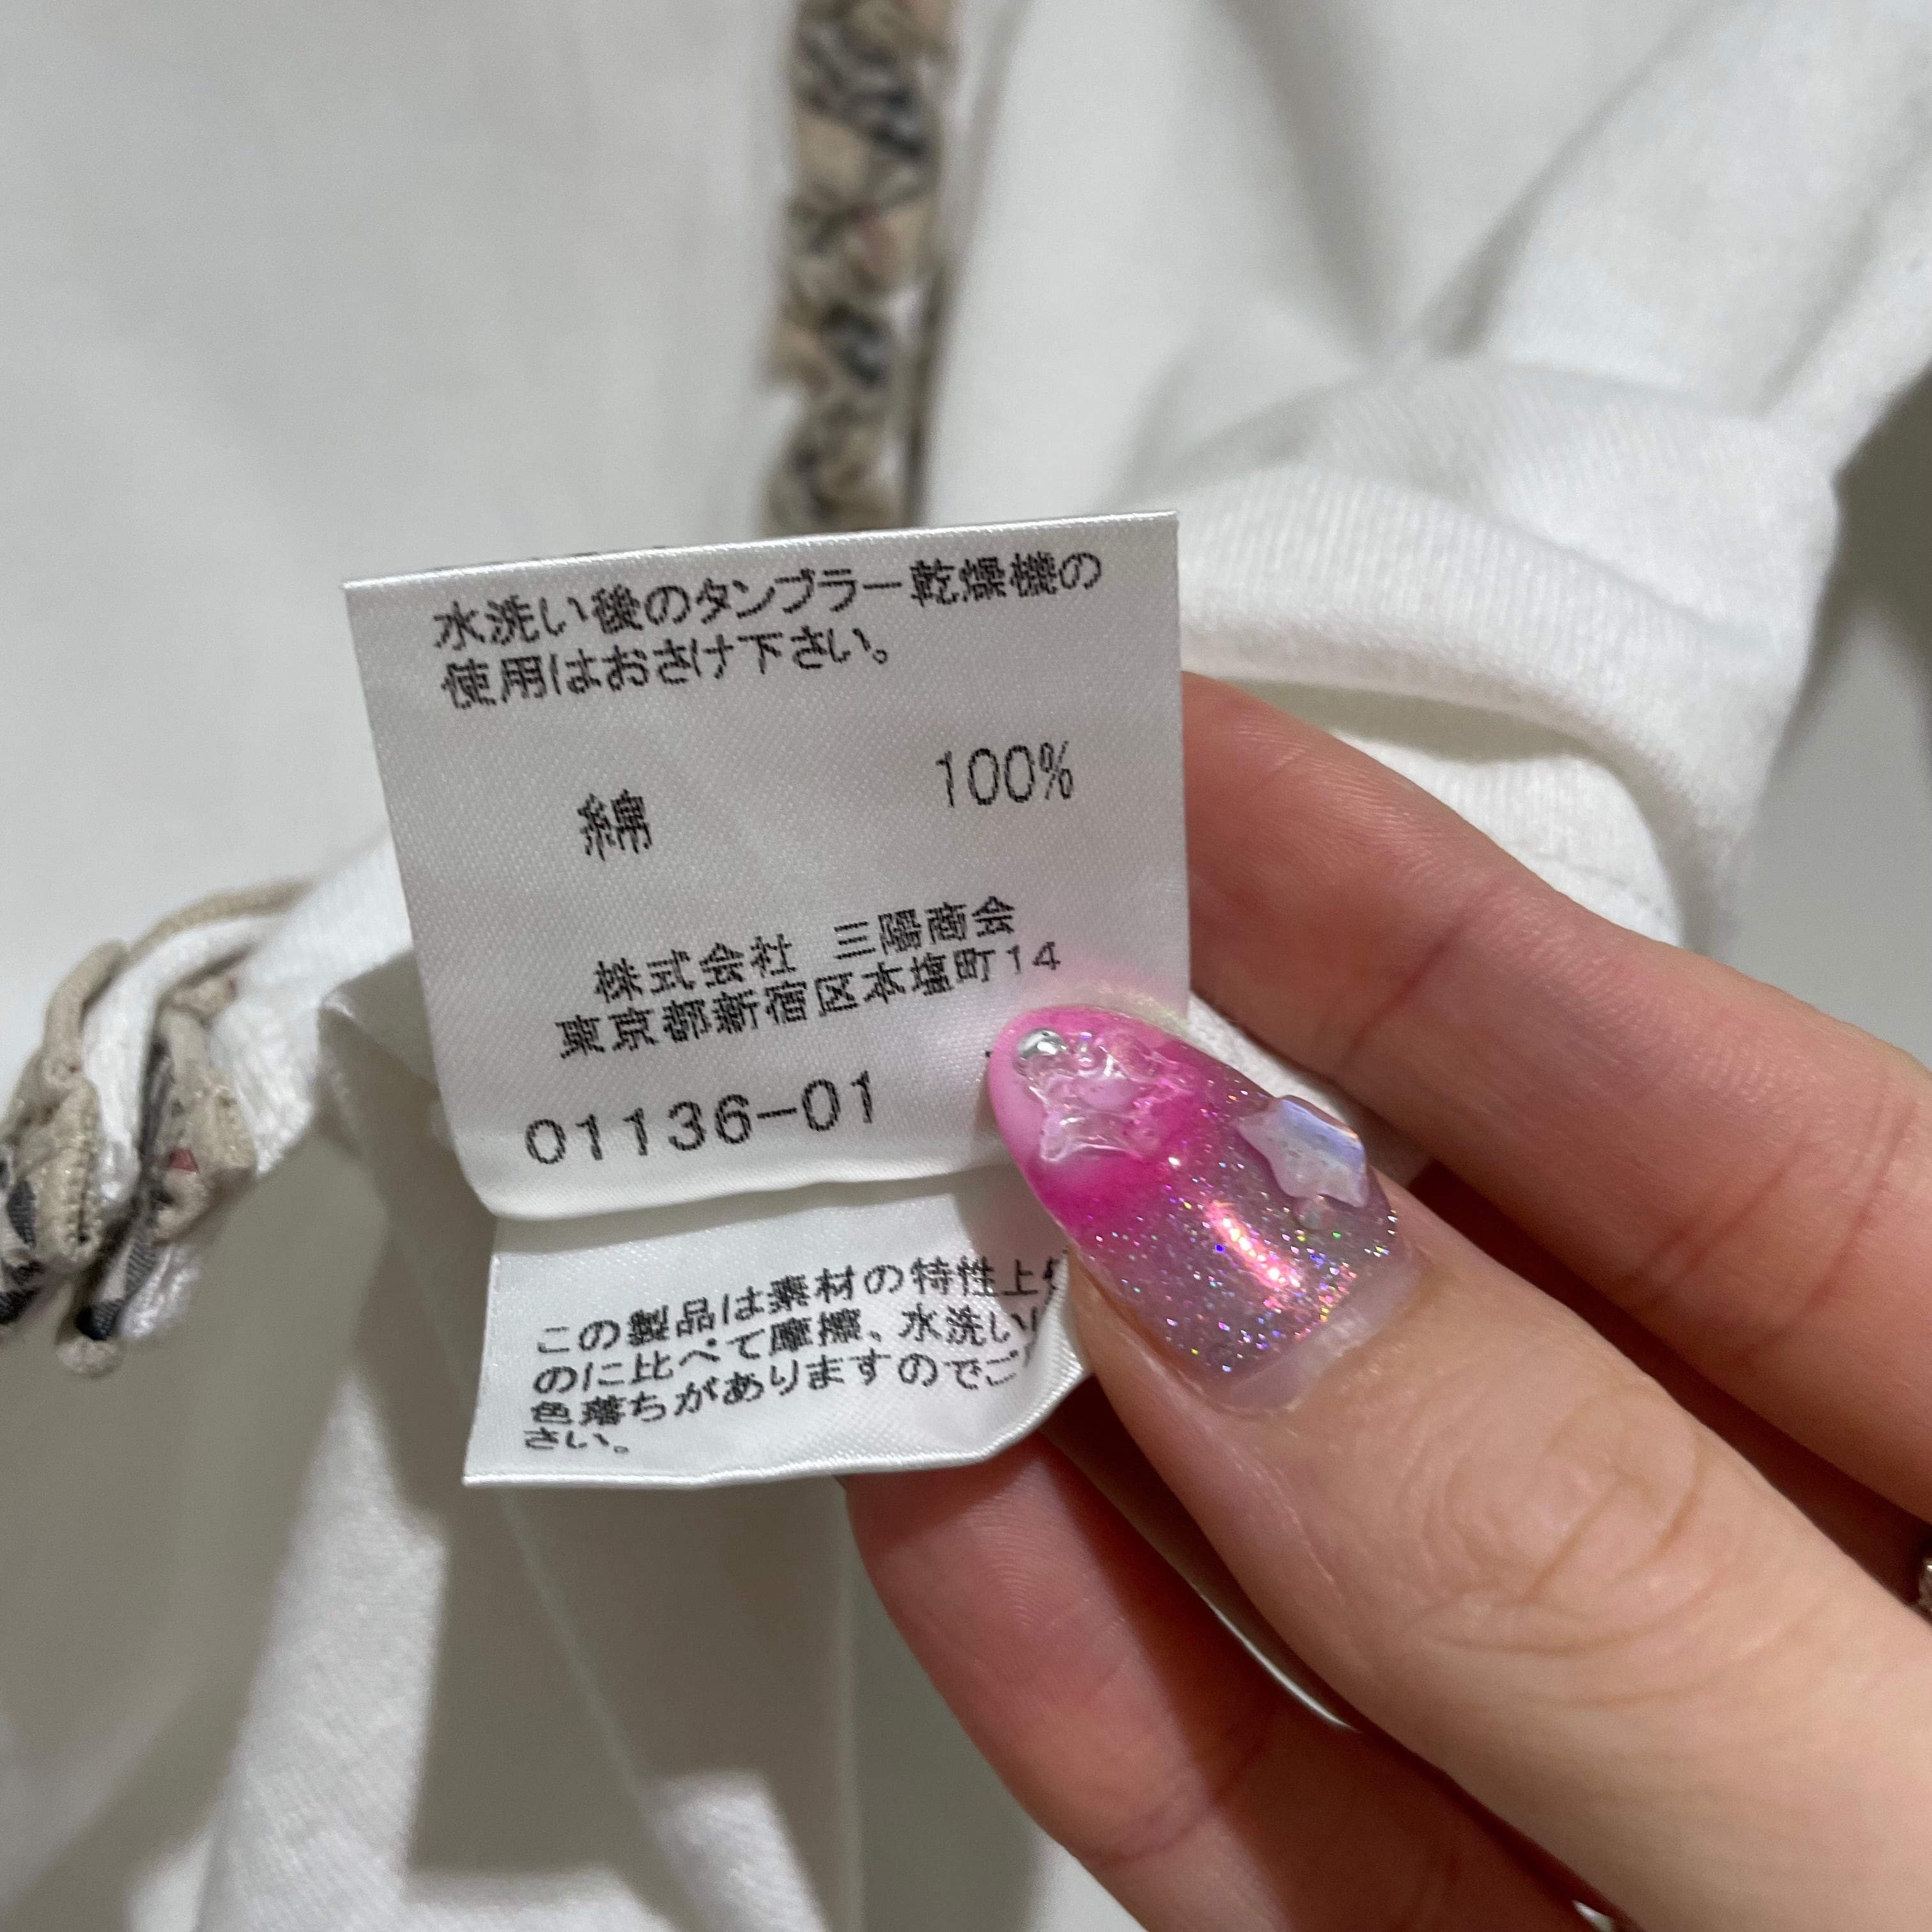 水洗い後のタンブラー乾燥機の
使用はおさけ下さい。
綿 100%
株式会社 三陽商会
東京都新宿区本塩町14
01136-01
この製品は素材の特性上
のに比べて摩擦、水洗い
色落ちがありますのでご
さい。